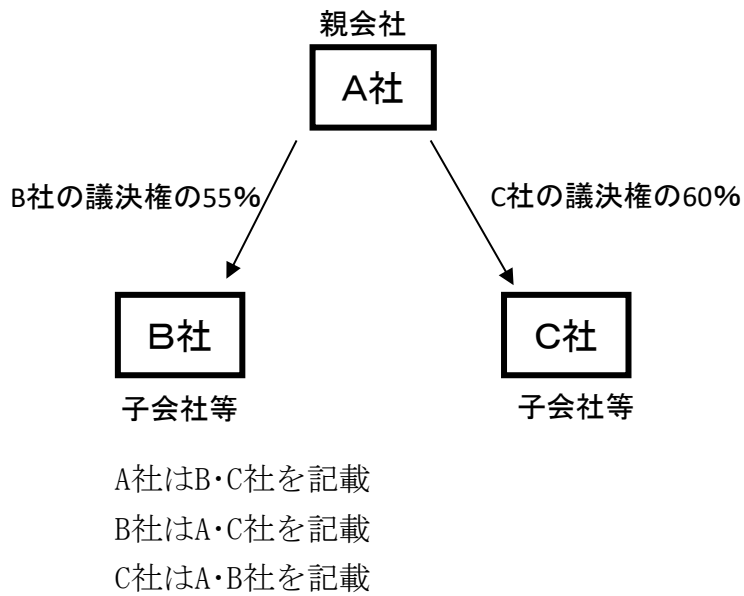 親会社
A社
B社の議決権の55%
C社の議決権の60%
B社
C社
子会社等
子会社等
A社はB・C社を記載
B社はA・C社を記載
C社はA・B社を記載